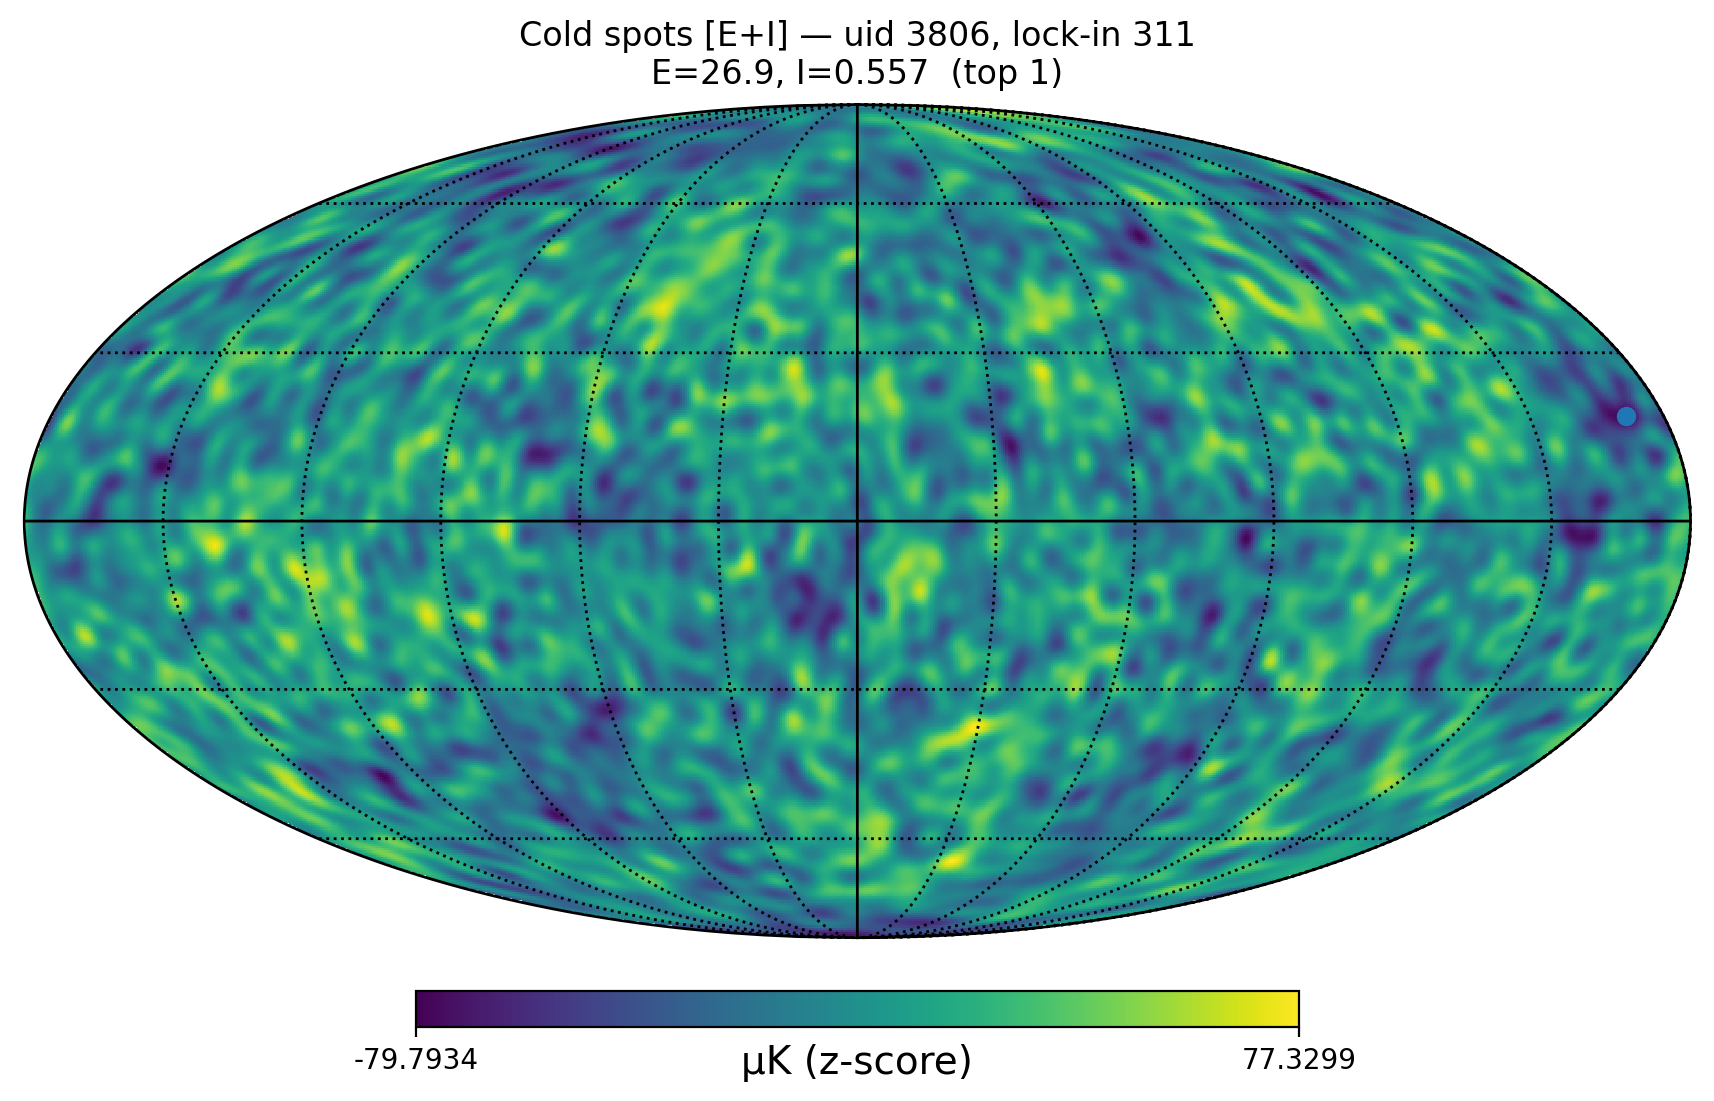 Cold spots [E+I] — uid 3806, lock-in 311
E=26.9, I=0.557  (top 1)
-79.7934
µK (z-score)
77.3299